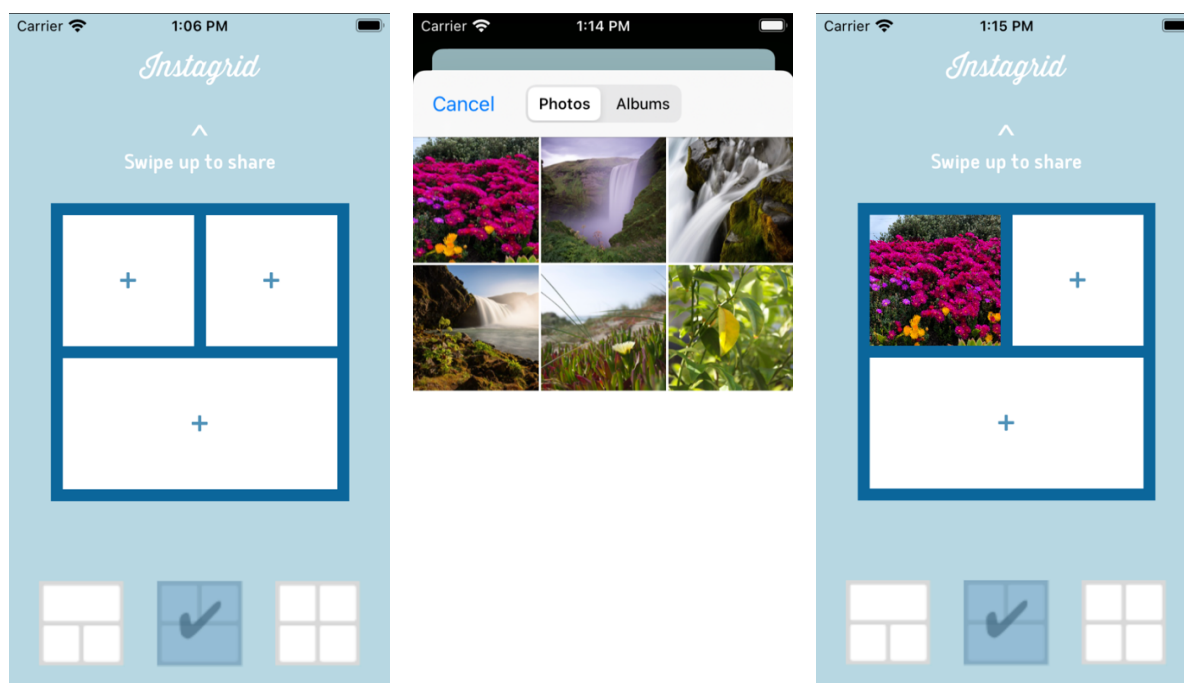 Carrier 1:06 PM
Instagrid
^
Swipe up to share
+ +
+
Carrier 1:14 PM
Cancel Photos Albums
Carrier 1:15 PM
Instagrid
^
Swipe up to share
+
+